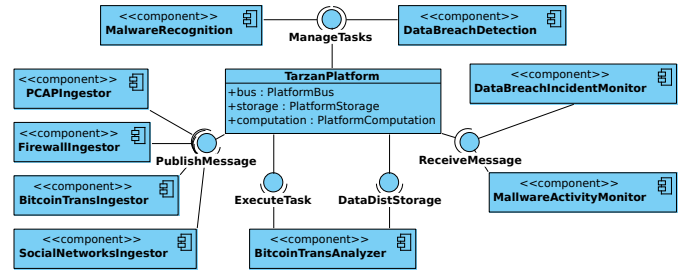 <<component>>
MalwareRecognition
<<component>>
DataBreachDetection
ManageTasks
<<component>>
PCAPIngestor
TarzanPlatform
+bus : PlatformBus
+storage : PlatformStorage
+computation : PlatformComputation
<<component>>
DataBreachIncidentMonitor
<<component>>
FirewallIngestor
PublishMessage
ReceiveMessage
<<component>>
BitcoinTransIngestor
ExecuteTask
DataDistStorage
<<component>>
MallwareActivityMonitor
<<component>>
SocialNetworksIngestor
<<component>>
BitcoinTransAnalyzer